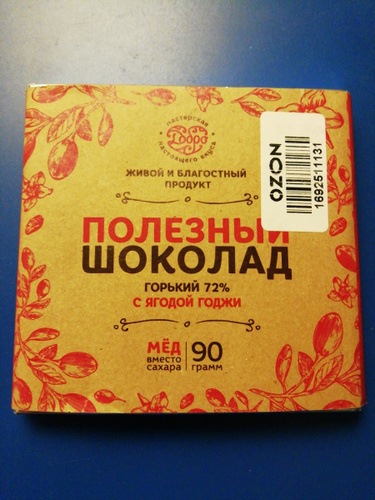 мастерская
Добро
настоящего вкуса
ЖИВОЙ И БЛАГОСТНЫЙ
ПРОДУКТ
OZON
1692511131
ПОЛЕЗНЫЙ
ШОКОЛАД
ГОРЬКИЙ 72%
С ЯГОДОЙ ГОДЖИ
МЁД
вместо
сахара
90
грамм